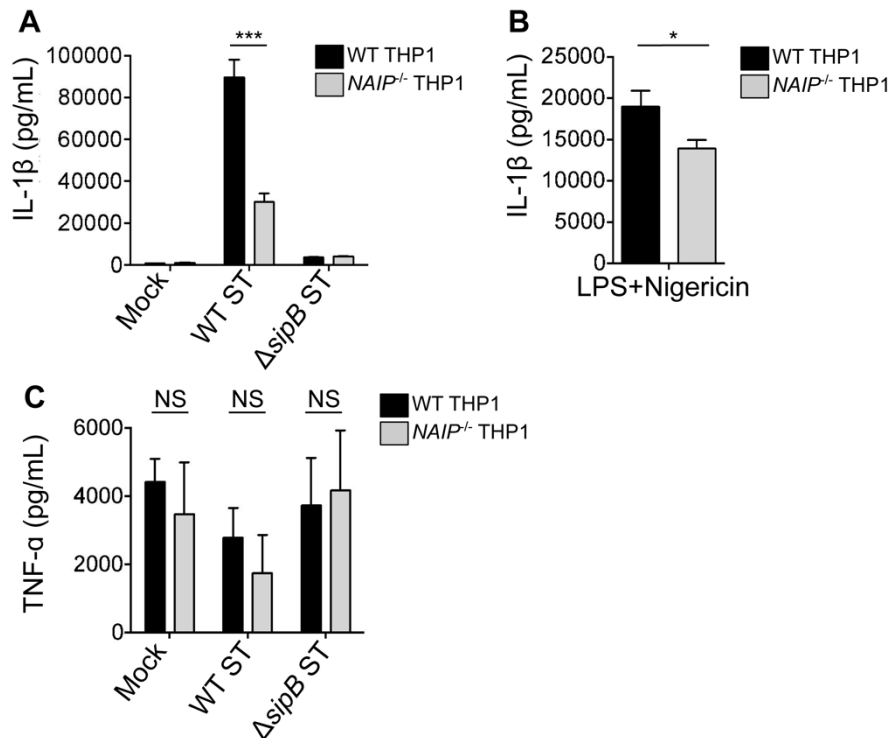 A
***
WT THP1
NAIP-/- THP1
IL-1β (pg/mL)
100000
80000
60000
40000
20000
0
Mock
WT ST
ΔsipB ST
B
*
WT THP1
NAIP-/- THP1
IL-1β (pg/mL)
25000
20000
15000
10000
5000
0
LPS+Nigericin
C
NS
NS
NS
WT THP1
NAIP-/- THP1
TNF-α (pg/mL)
6000
4000
2000
0
Mock
WT ST
ΔsipB ST